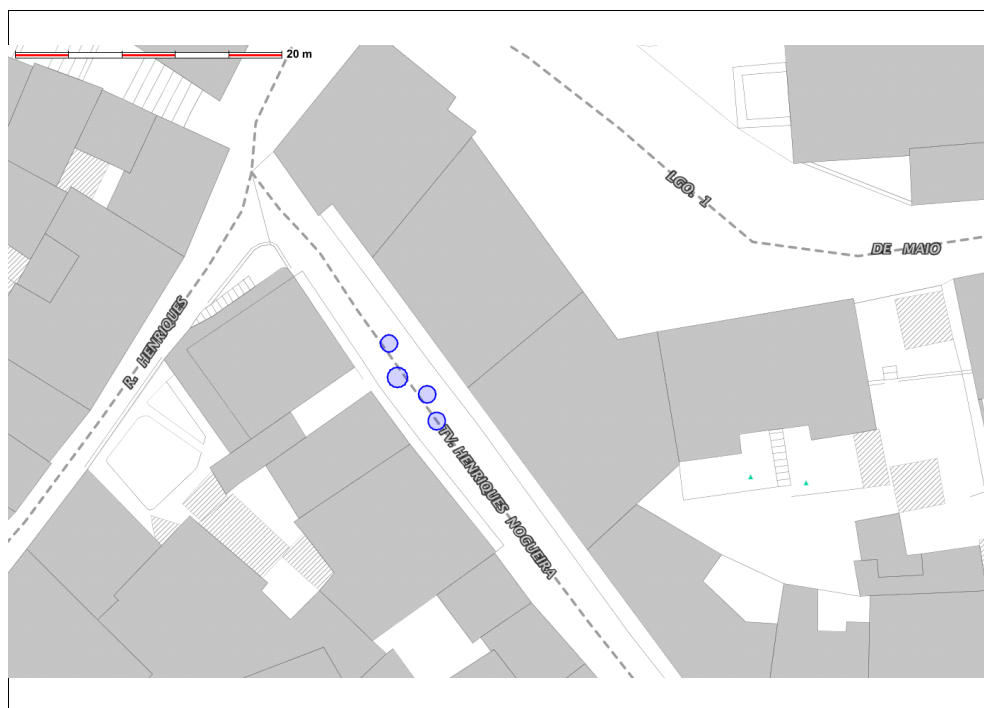 20 m
LGO. 1
DE MAIO
R. HENRIQUES
TV. HENRIQUES NOGUEIRA